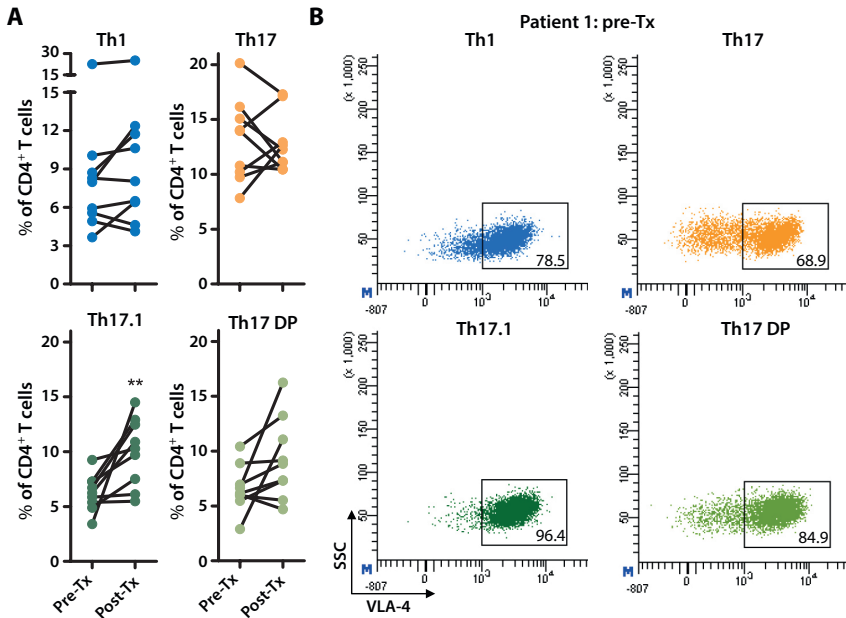 A
Th1
% of CD4⁺ T cells
30
15
15
12
9
6
3
0
Th17
% of CD4⁺ T cells
20
15
10
5
0
Th17.1
% of CD4⁺ T cells
20
15
10
5
0
**
Pre-Tx
Post-Tx
Th17 DP
% of CD4⁺ T cells
20
15
10
5
0
Pre-Tx
Post-Tx
B
Patient 1: pre-Tx
Th1
(x 1,000)
250
200
150
100
50
78.5
M
-807
0
10³
10⁴
Th17
(x 1,000)
250
200
150
100
50
68.9
M
-807
0
10³
10⁴
Th17.1
(x 1,000)
250
200
150
100
50
96.4
M
-807
0
10³
10⁴
SSC
VLA-4
Th17 DP
(x 1,000)
250
200
150
100
50
84.9
M
-807
0
10³
10⁴